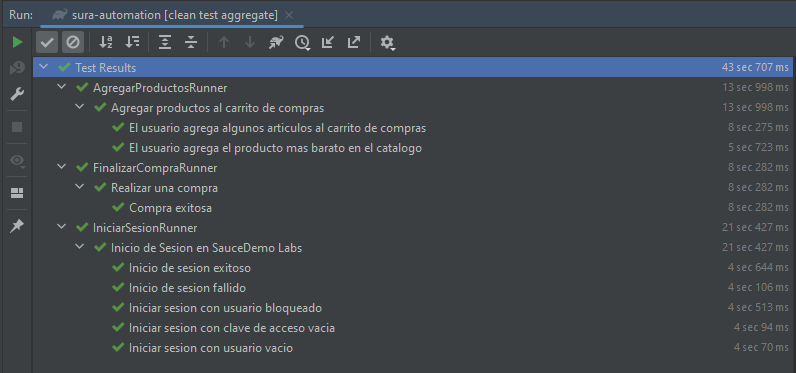 Run: sura-automation [clean test aggregate]
Test Results 43 sec 707 ms
AgregarProductosRunner 13 sec 998 ms
Agregar productos al carrito de compras 13 sec 998 ms
El usuario agrega algunos articulos al carrito de compras 8 sec 275 ms
El usuario agrega el producto mas barato en el catalogo 5 sec 723 ms
FinalizarCompraRunner 8 sec 282 ms
Realizar una compra 8 sec 282 ms
Compra exitosa 8 sec 282 ms
IniciarSesionRunner 21 sec 427 ms
Inicio de Sesion en SauceDemo Labs 21 sec 427 ms
Inicio de sesion exitoso 4 sec 644 ms
Inicio de sesion fallido 4 sec 106 ms
Iniciar sesion con usuario bloqueado 4 sec 513 ms
Iniciar sesion con clave de acceso vacia 4 sec 94 ms
Iniciar sesion con usuario vacio 4 sec 70 ms